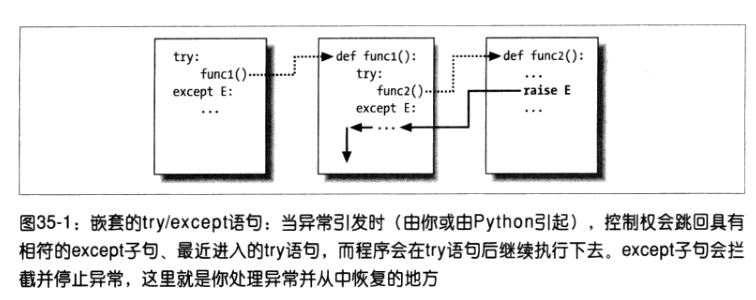 try:
func1()
except E:
...
def func1():
try:
func2()
except E:
...
def func2():
...
raise E
...
图35-1：嵌套的try/except语句：当异常引发时（由你或由Python引起），控制权会跳回具有
相符的except子句、最近进入的try语句，而程序会在try语句后继续执行下去。except子句会拦
截并停止异常，这里就是你处理异常并从中恢复的地方